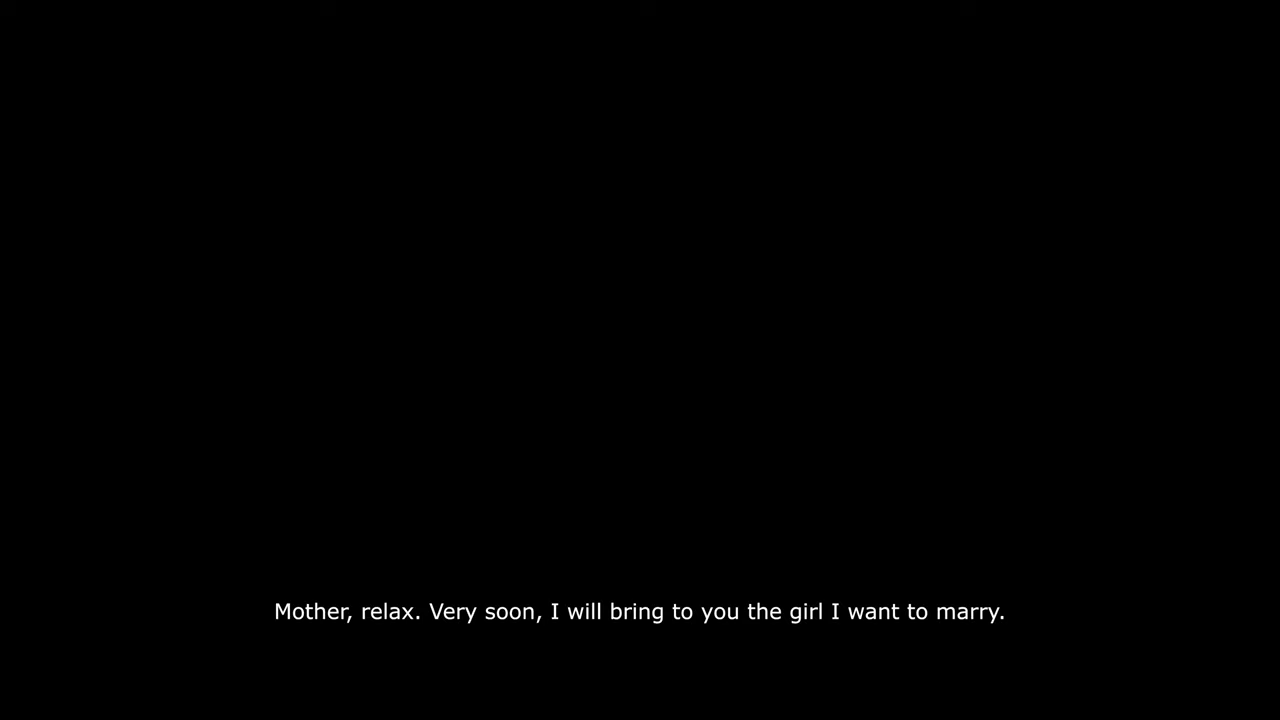 Mother, relax. Very soon, I will bring to you the girl I want to marry.